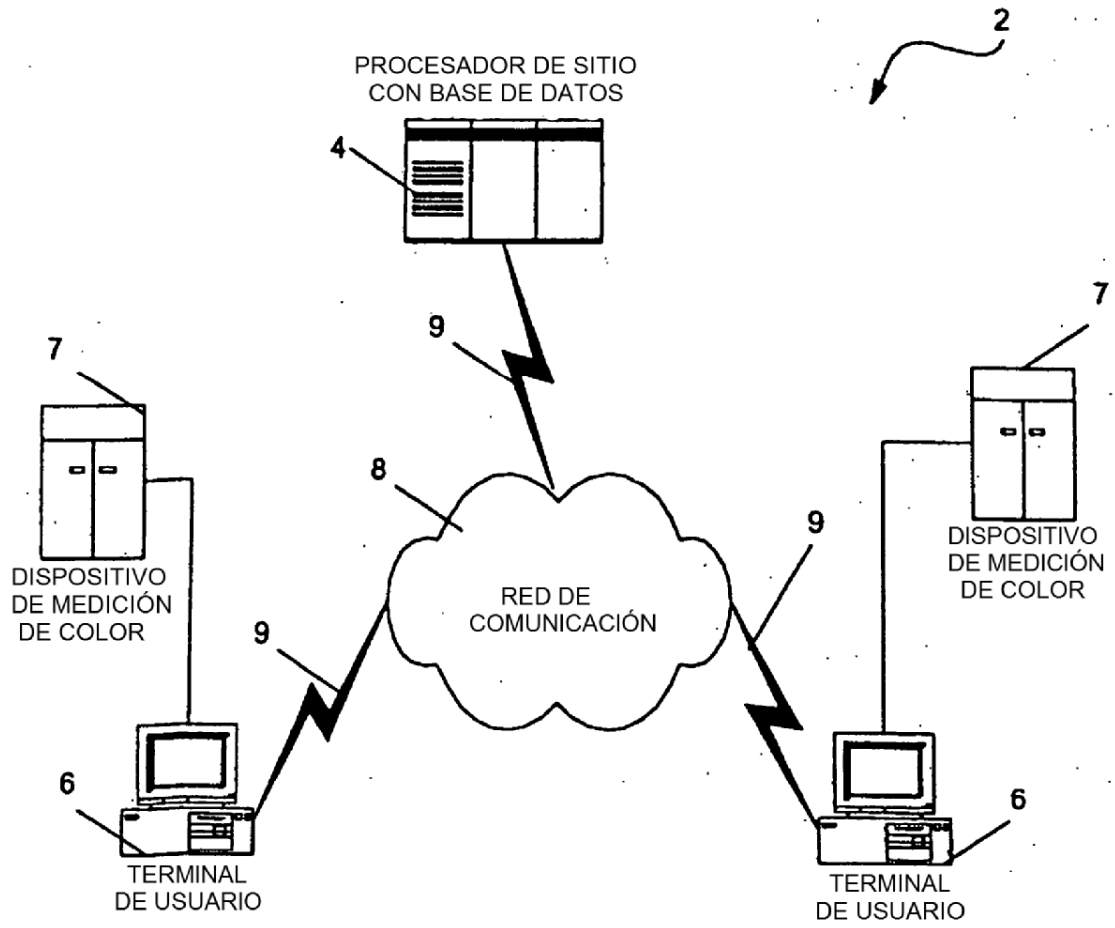 2
PROCESADOR DE SITIO
CON BASE DE DATOS
4
9
7
7
8
DISPOSITIVO
DE MEDICIÓN
DE COLOR
9
RED DE
COMUNICACIÓN
DISPOSITIVO
DE MEDICIÓN
DE COLOR
9
6
6
TERMINAL
DE USUARIO
TERMINAL
DE USUARIO